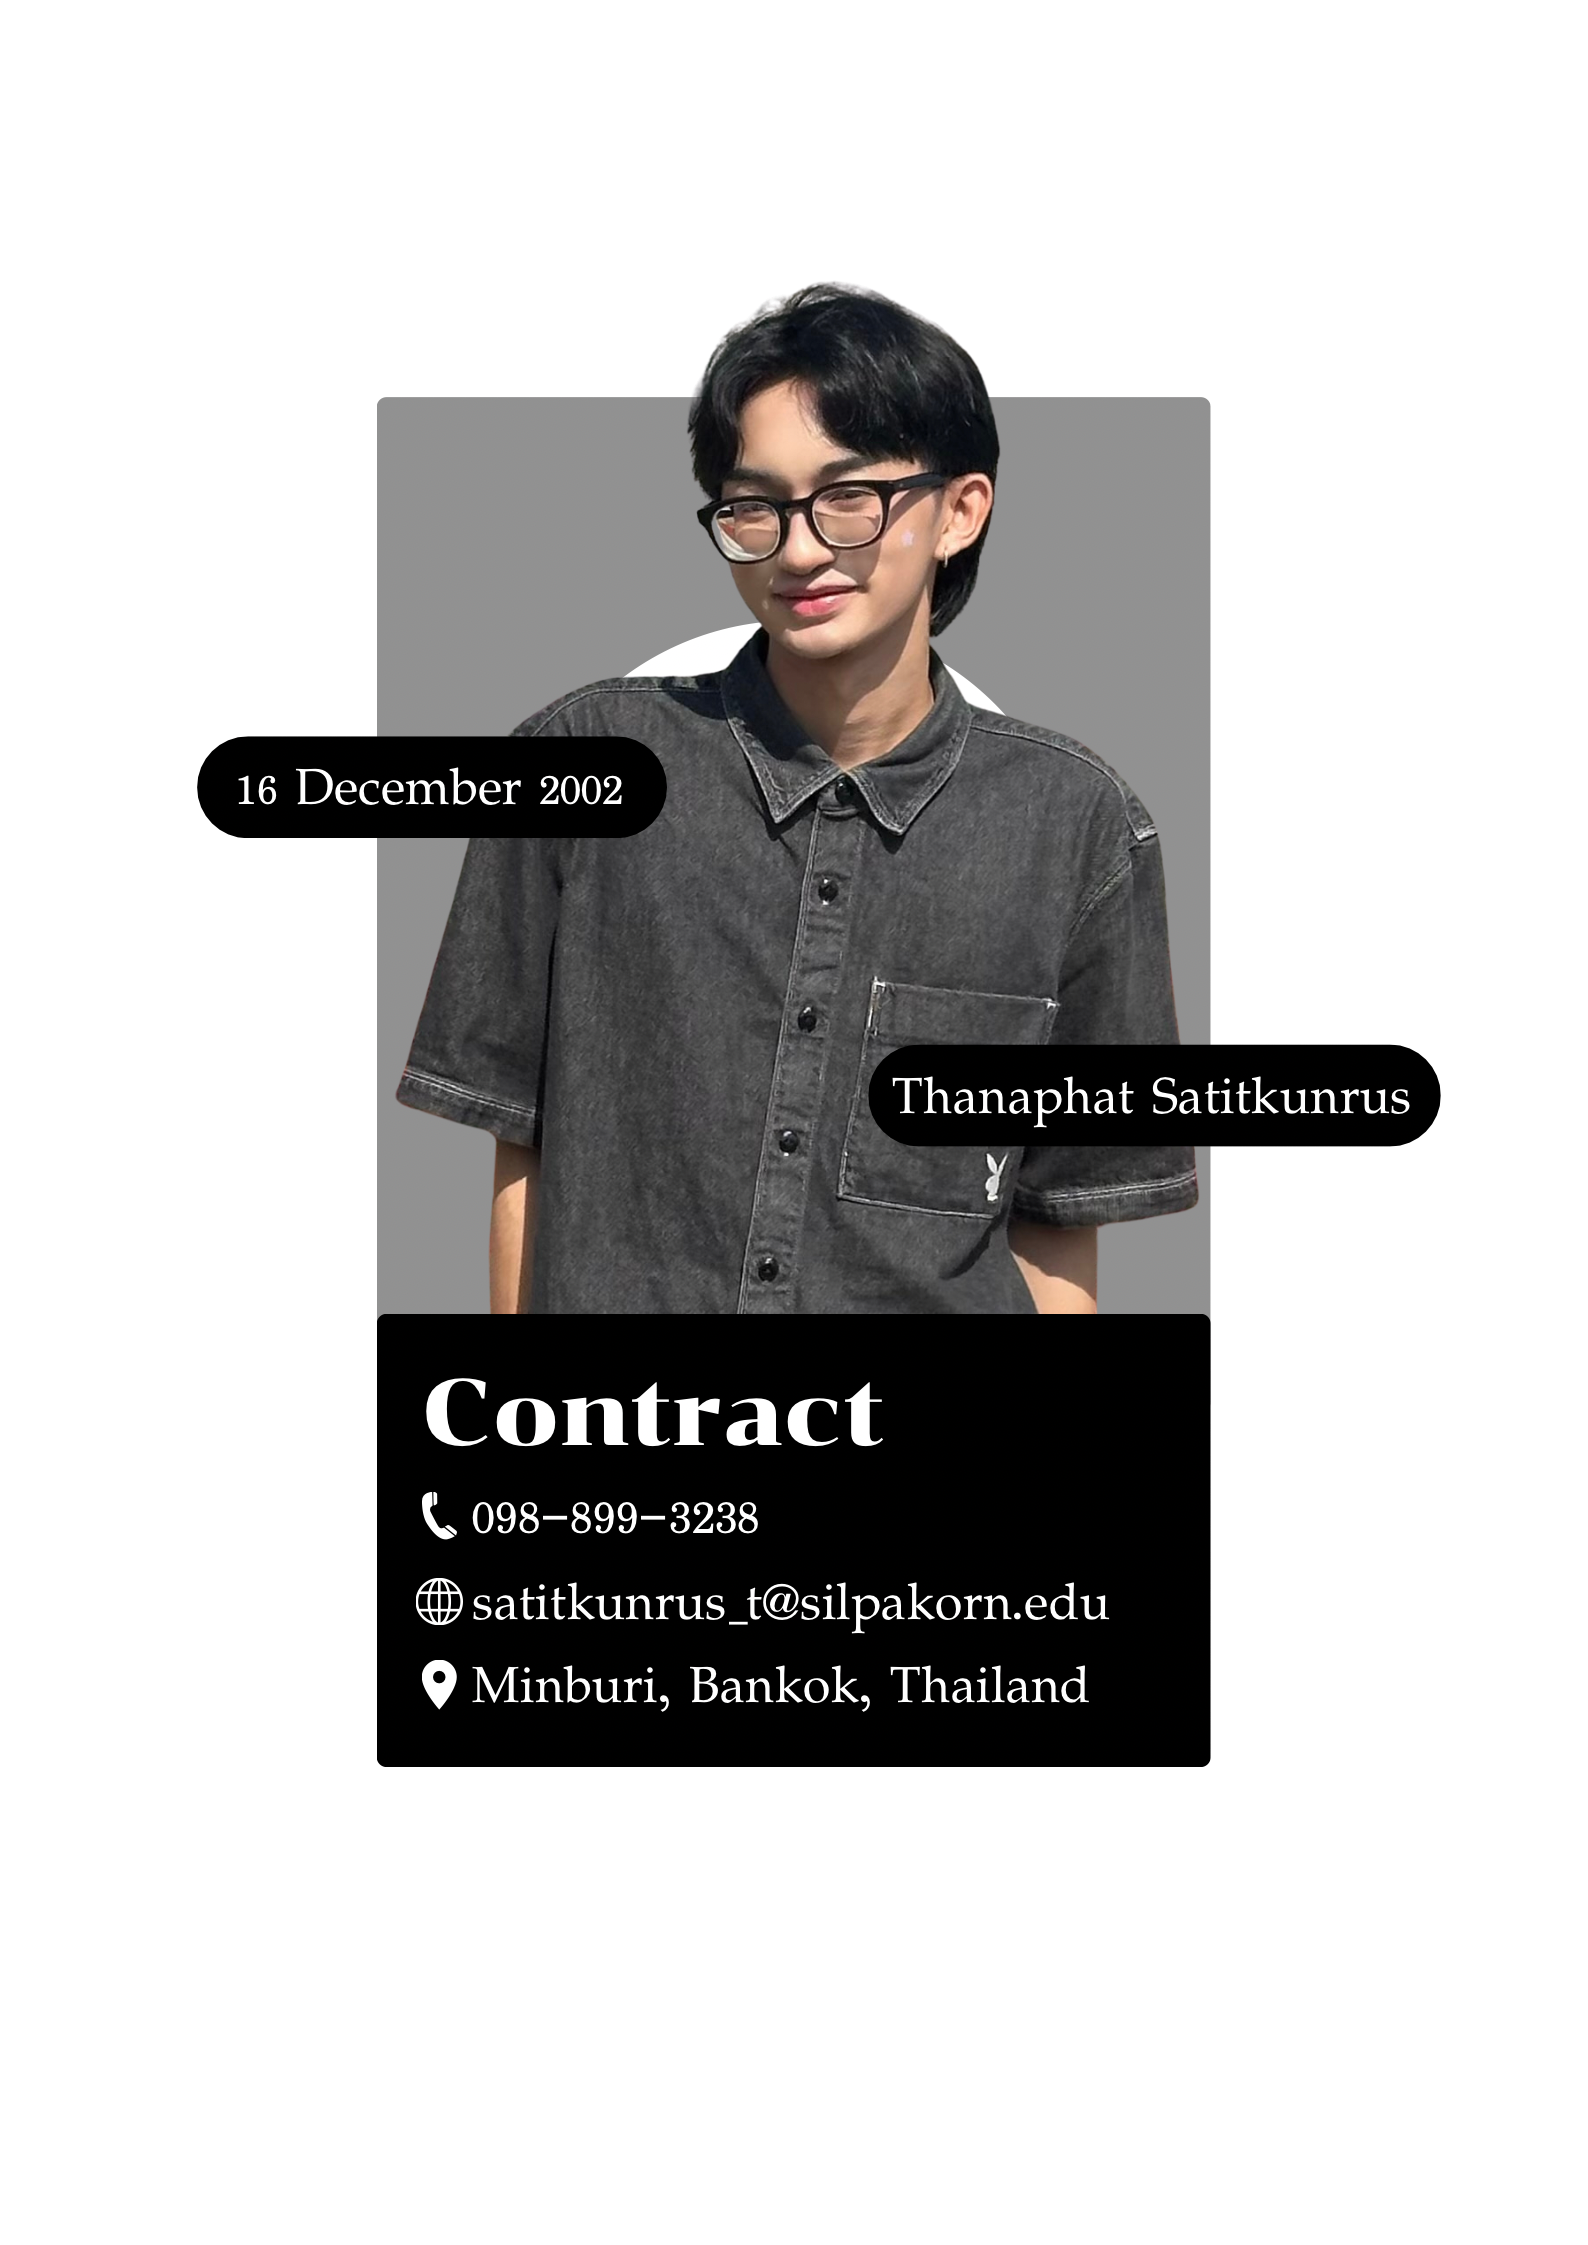 16 December 2002
Thanaphat Satitkunrus
Contract
098-899-3238
satitkunrus_t@silpakorn.edu
Minburi, Bankok, Thailand